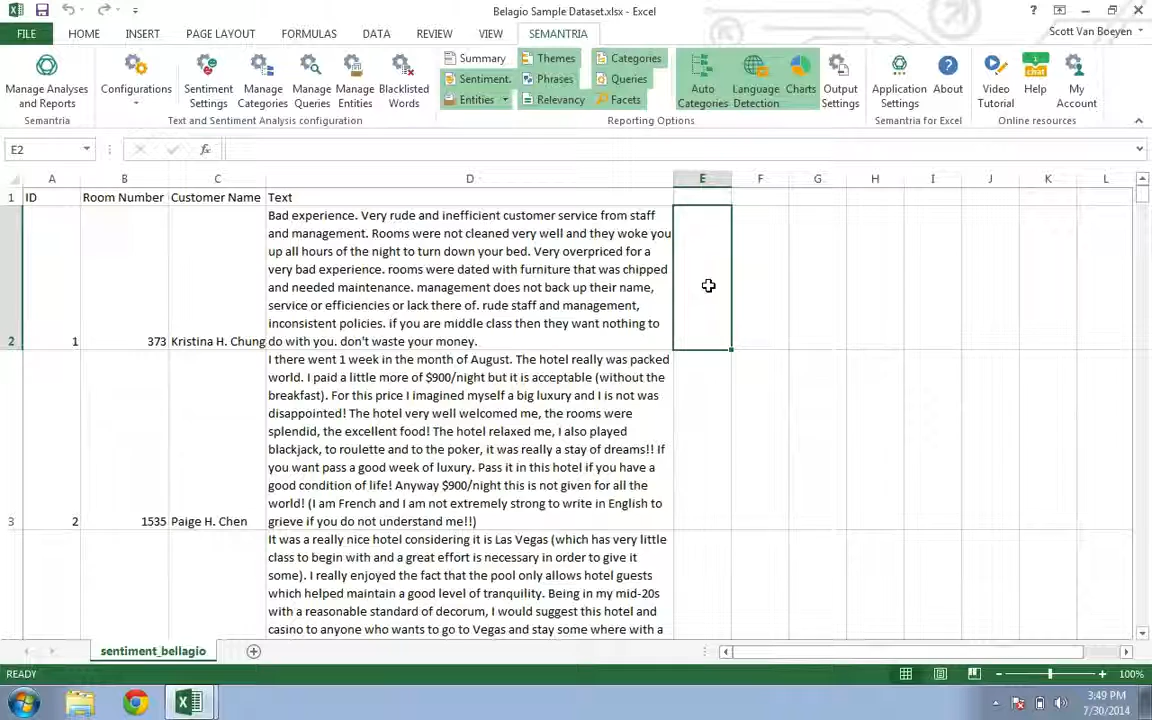 Belagio Sample Dataset.xlsx - Excel
FILE HOME INSERT PAGE LAYOUT FORMULAS DATA REVIEW VIEW SEMANTRIA
Scott Van Boeyen
Manage Analyses and Reports
Semantria
Configurations
Sentiment Settings
Manage Categories
Manage Queries
Manage Entities
Blacklisted Words
Text and Sentiment Analysis configuration
Summary Themes Categories
Sentiment. Phrases Queries
Entities Relevancy Facets
Auto Categories
Language Detection
Charts
Output Settings
Reporting Options
Application Settings
About
Semantria for Excel
Video Tutorial
chat
Help
My Account
Online resources
E2
fx
A B C D E F G H I J K L
1 ID Room Number Customer Name Text
Bad experience. Very rude and inefficient customer service from staff
and management. Rooms were not cleaned very well and they woke you
up all hours of the night to turn down your bed. Very overpriced for a
very bad experience. rooms were dated with furniture that was chipped
and needed maintenance. management does not back up their name,
service or efficiencies or lack there of. rude staff and management,
inconsistent policies. if you are middle class then they want nothing to
2 1 373 Kristina H. Chung do with you. don't waste your money.
I there went 1 week in the month of August. The hotel really was packed
world. I paid a little more of $900/night but it is acceptable (without the
breakfast). For this price I imagined myself a big luxury and I is not was
disappointed! The hotel very well welcomed me, the rooms were
splendid, the excellent food! The hotel relaxed me, I also played
blackjack, to roulette and to the poker, it was really a stay of dreams!! If
you want pass a good week of luxury. Pass it in this hotel if you have a
good condition of life! Anyway $900/night this is not given for all the
world! (I am French and I am not extremely strong to write in English to
3 2 1535 Paige H. Chen grieve if you do not understand me!!)
It was a really nice hotel considering it is Las Vegas (which has very little
class to begin with and a great effort is necessary in order to give it
some). I really enjoyed the fact that the pool only allows hotel guests
which helped maintain a good level of tranquility. Being in my mid-20s
with a reasonable standard of decorum, I would suggest this hotel and
casino to anyone who wants to go to Vegas and stay some where with a
sentiment_bellagio
READY
100%
3:49 PM
7/30/2014